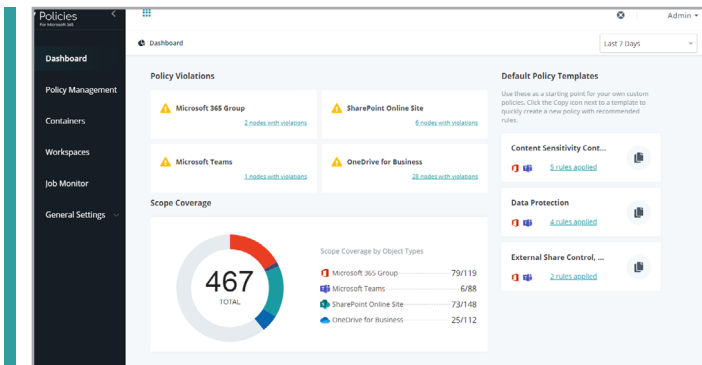 Policies
For Microsoft 365
Admin
Dashboard
Last 7 Days
Dashboard
Policy Management
Containers
Workspaces
Job Monitor
General Settings
Policy Violations
Microsoft 365 Group
2 nodes with violations
SharePoint Online Site
6 nodes with violations
Microsoft Teams
1 nodes with violations
OneDrive for Business
28 nodes with violations
Scope Coverage
467
TOTAL
Scope Coverage by Object Types
Microsoft 365 Group 79/119
Microsoft Teams 6/88
SharePoint Online Site 73/148
OneDrive for Business 25/112
Default Policy Templates
Use these as a starting point for your own custom
policies. Click the Copy icon next to a template to
quickly create a new policy with recommended
rules.
Content Sensitivity Cont...
5 rules applied
Data Protection
4 rules applied
External Share Control, ...
2 rules applied